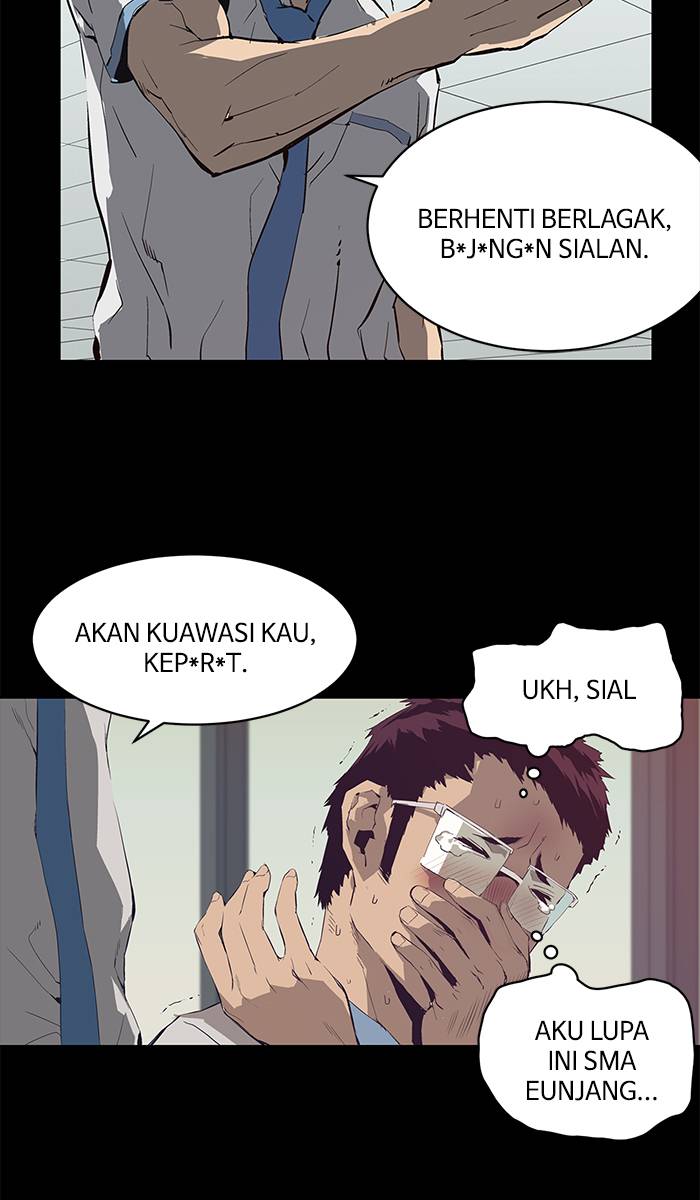 BERHENTI BERLAGAK,
B*J*NG*N SIALAN.
AKAN KUAWASI KAU,
KEP*R*T.
UKH, SIAL
AKU LUPA
INI SMA
EUNJANG...